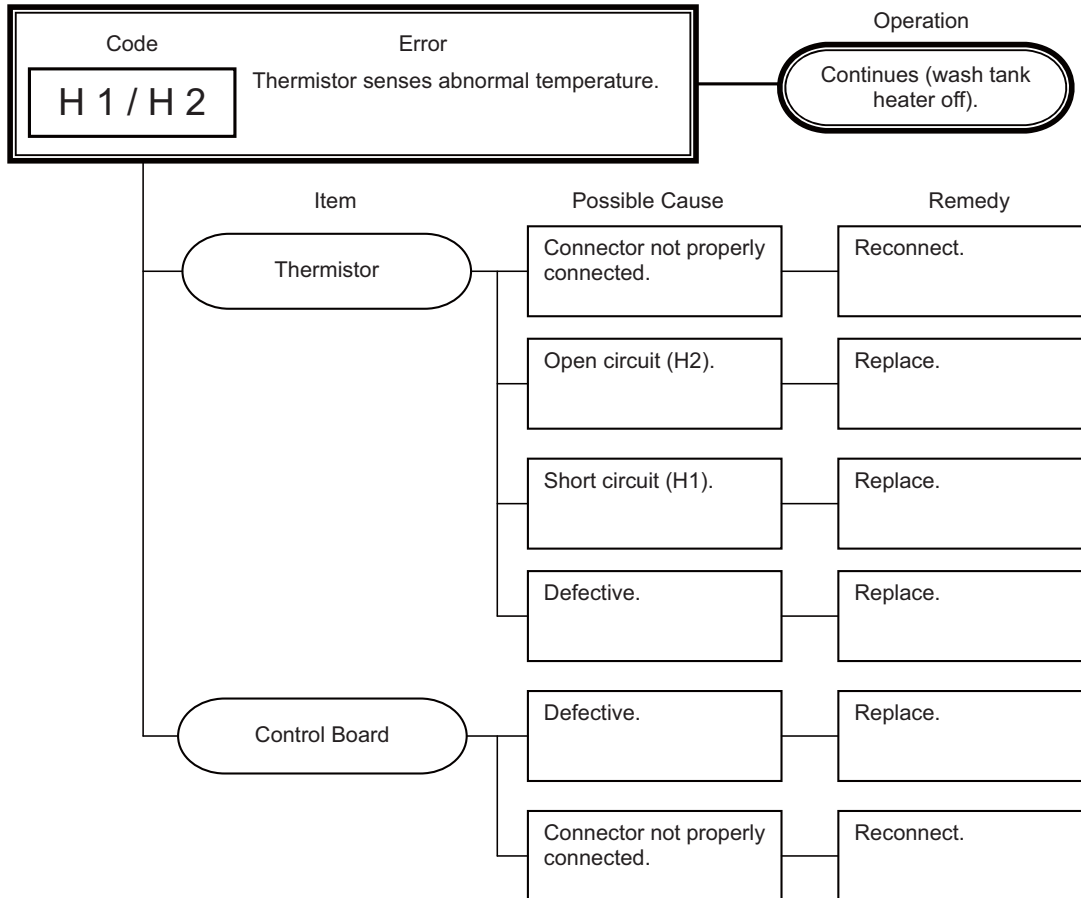 Operation
Code
Error
H 1 / H 2
Thermistor senses abnormal temperature.
Continues (wash tank
heater off).
Item
Possible Cause
Remedy
Thermistor
Connector not properly
connected.
Reconnect.
Open circuit (H2).
Replace.
Short circuit (H1).
Replace.
Defective.
Replace.
Control Board
Defective.
Replace.
Connector not properly
connected.
Reconnect.